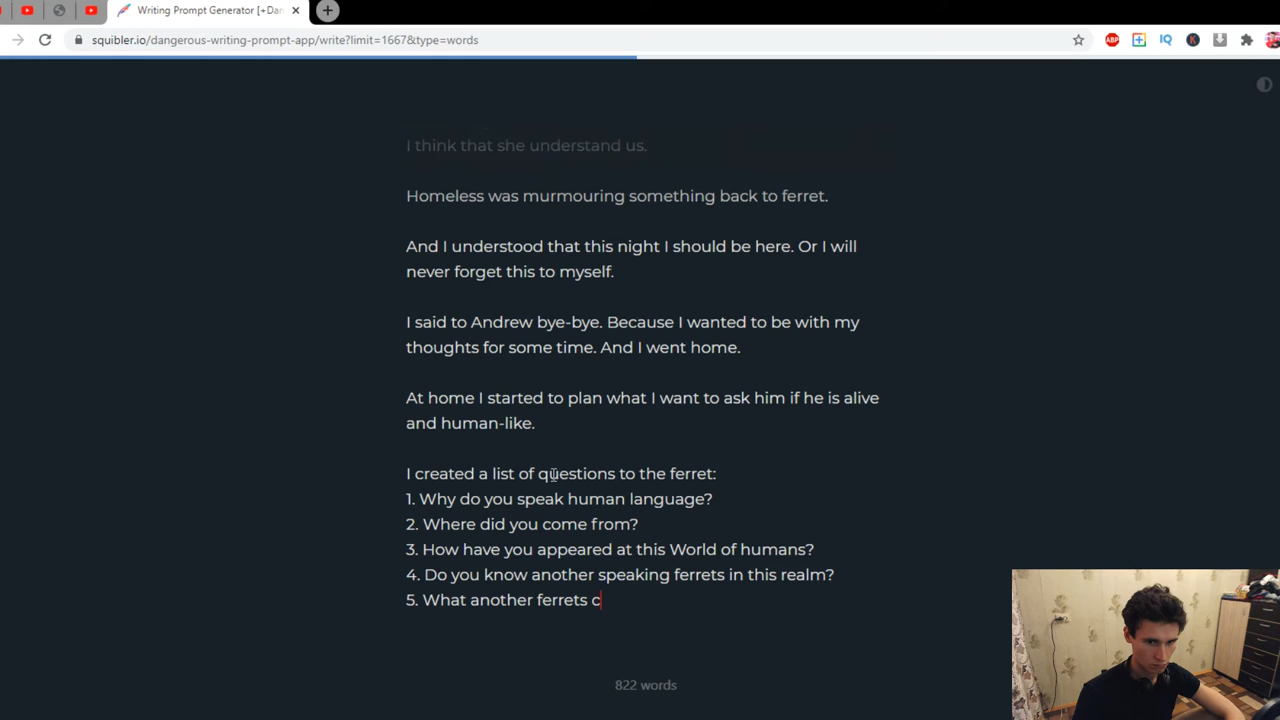 Writing Prompt Generator [+Dan
squibler.io/dangerous-writing-prompt-app/write?limit=1667&type=words
ABP
IQ
K
I think that she understand us.
Homeless was murmouring something back to ferret.
And I understood that this night I should be here. Or I will
never forget this to myself.
I said to Andrew bye-bye. Because I wanted to be with my
thoughts for some time. And I went home.
At home I started to plan what I want to ask him if he is alive
and human-like.
I created a list of questions to the ferret:
1. Why do you speak human language?
2. Where did you come from?
3. How have you appeared at this World of humans?
4. Do you know another speaking ferrets in this realm?
5. What another ferrets c
822 words